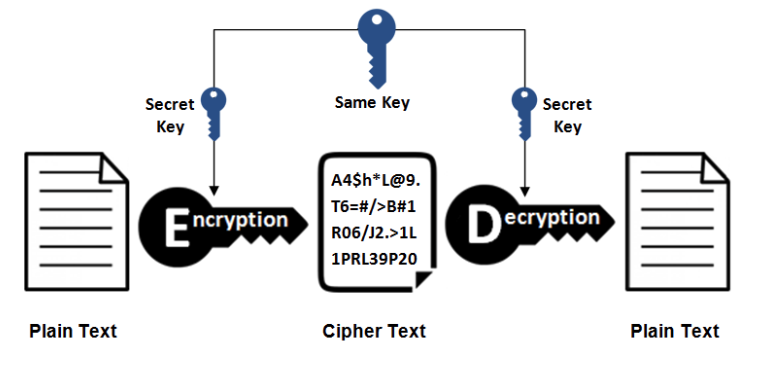 Same Key
Secret
Key
Secret
Key
Encryption
A4$h*L@9.
T6=#/>B#1
R06/J2.>1L
1PRL39P20
Decryption
Plain Text
Cipher Text
Plain Text